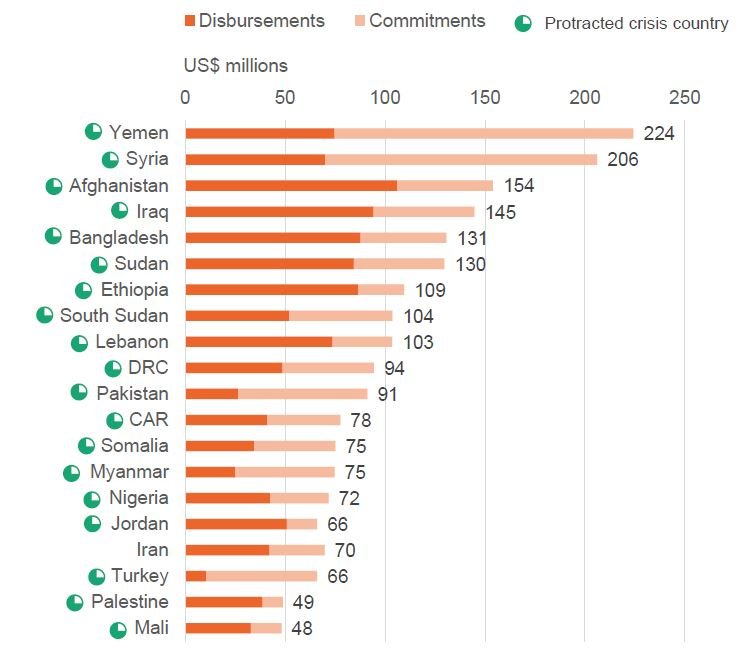 Disbursements Commitments Protracted crisis country
US$ millions
0 50 100 150 200 250
Yemen 224
Syria 206
Afghanistan 154
Iraq 145
Bangladesh 131
Sudan 130
Ethiopia 109
South Sudan 104
Lebanon 103
DRC 94
Pakistan 91
CAR 78
Somalia 75
Myanmar 75
Nigeria 72
Jordan 66
Iran 70
Turkey 66
Palestine 49
Mali 48